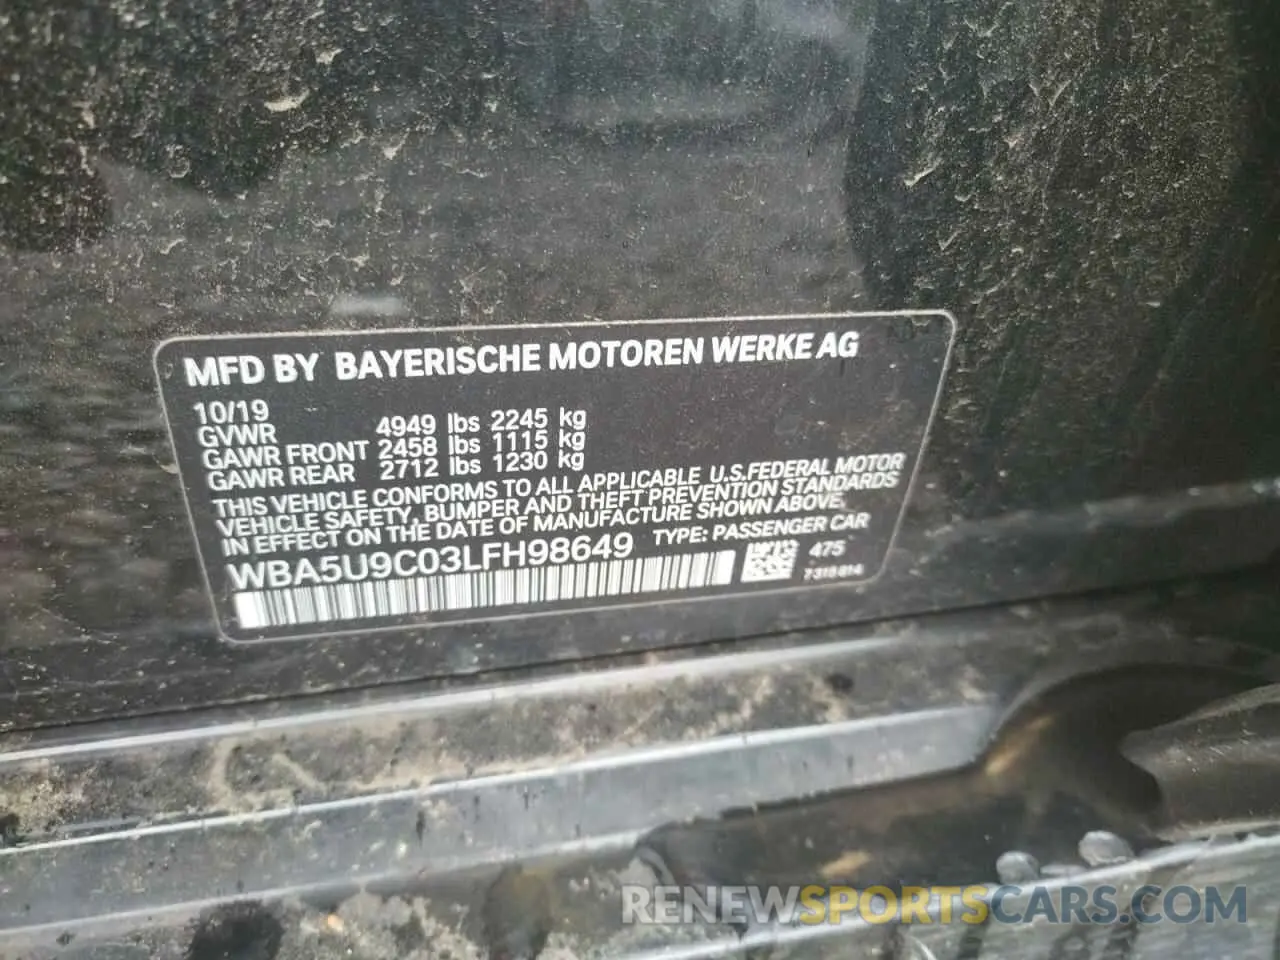 MFD BY BAYERISCHE MOTOREN WERKE AG
10/19
GVWR 4949 lbs 2245 kg
GAWR FRONT 2458 lbs 1115 kg
GAWR REAR 2712 lbs 1230 kg
THIS VEHICLE CONFORMS TO ALL APPLICABLE U.S.FEDERAL MOTOR
VEHICLE SAFETY, BUMPER AND THEFT PREVENTION STANDARDS
IN EFFECT ON THE DATE OF MANUFACTURE SHOWN ABOVE.
WBA5U9C03LFH98649 TYPE: PASSENGER CAR
475
7318814
RENEWSPORTSCARS.COM